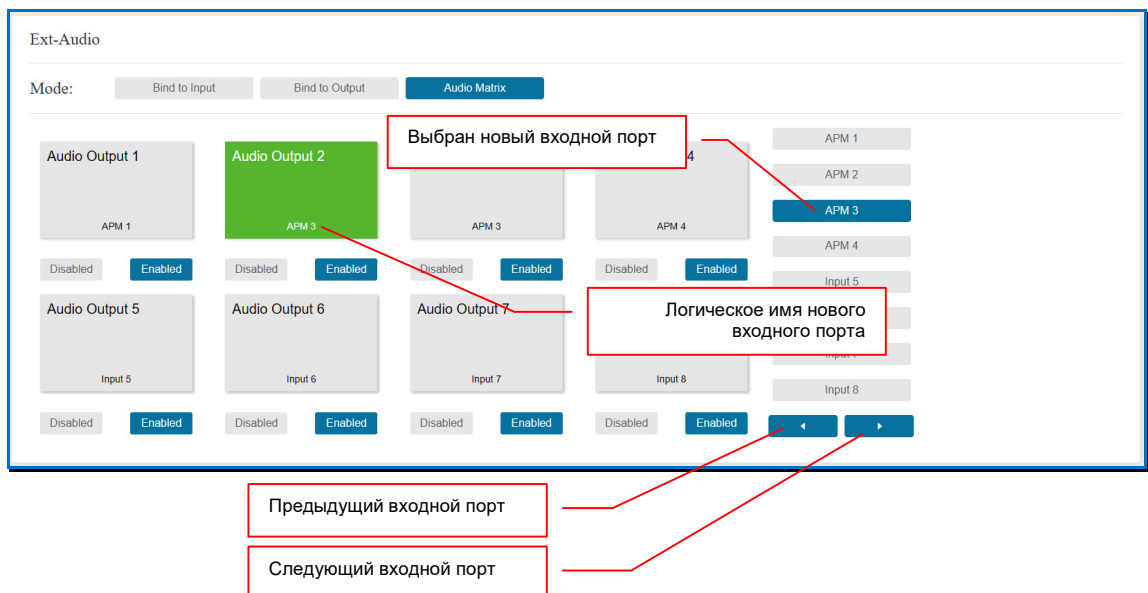 Ext-Audio
Mode:
Bind to Input
Bind to Output
Audio Matrix
Выбран новый входной порт
Audio Output 1
Audio Output 2
4
APM 1
APM 3
APM 3
APM 4
Disabled
Enabled
Disabled
Enabled
Disabled
Enabled
Disabled
Enabled
APM 1
APM 2
APM 3
APM 4
Input 5
Input 8
Логическое имя нового
входного порта
Audio Output 5
Audio Output 6
Audio Output 7
Input 5
Input 6
Input 7
Input 8
Disabled
Enabled
Disabled
Enabled
Disabled
Enabled
Disabled
Enabled
Предыдущий входной порт
Следующий входной порт